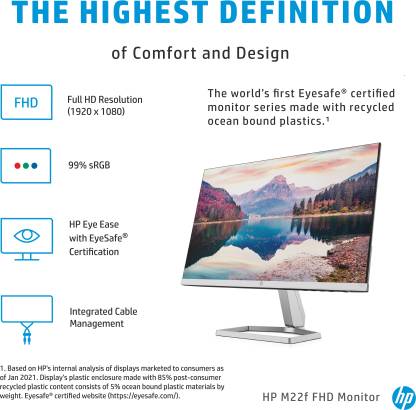 THE HIGHEST DEFINITION
of Comfort and Design
FHD
Full HD Resolution
(1920 x 1080)
The world's first Eyesafe® certified
monitor series made with recycled
ocean bound plastics.¹
99% sRGB
HP Eye Ease
with EyeSafe®
Certification
Integrated Cable
Management
1. Based on HP's internal analysis of displays marketed to consumers as
of Jan 2021. Display's plastic enclosure made with 85% post-consumer
recycled plastic content consists of 5% ocean bound plastic materials by
weight. Eyesafe® certified website (https://eyesafe.com/).
HP M22f FHD Monitor
hp